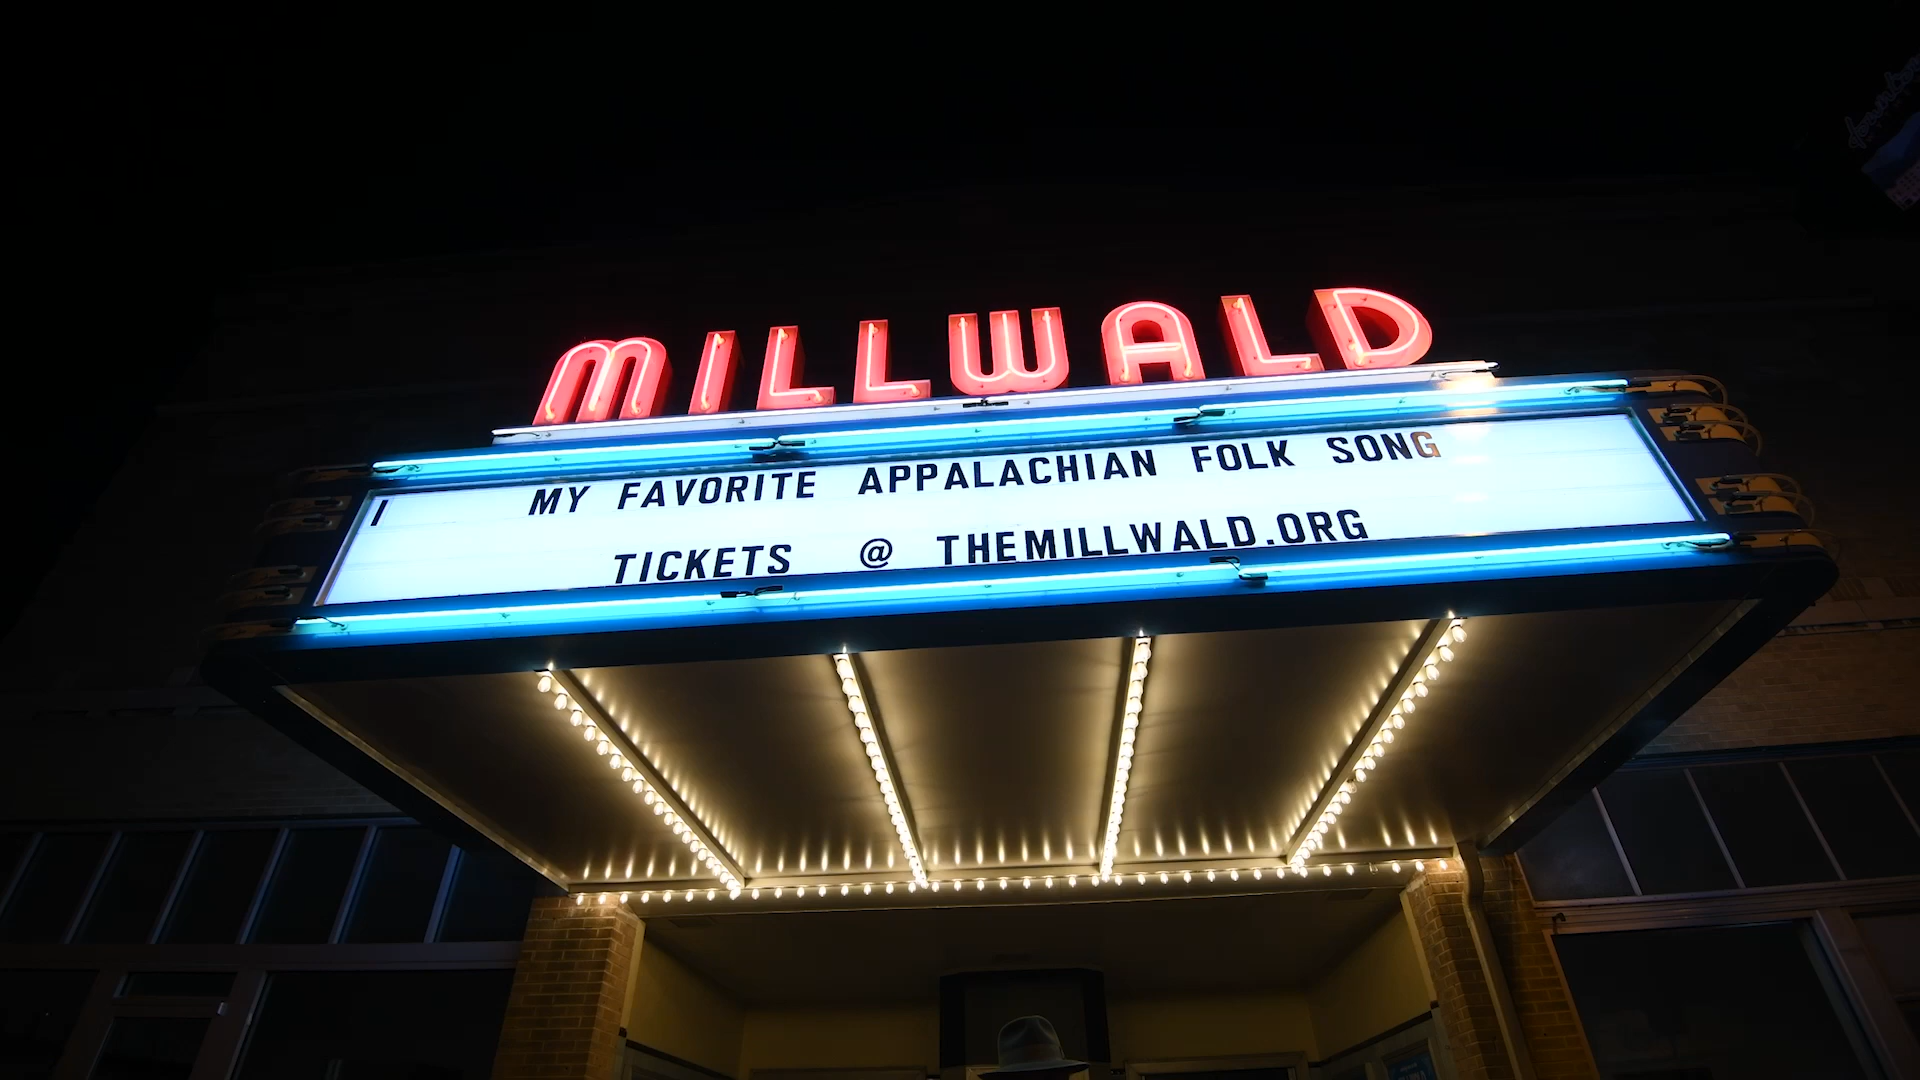 MILLWALD
I MY FAVORITE APPALACHIAN FOLK SONG
TICKETS @ THEMILLWALD.ORG